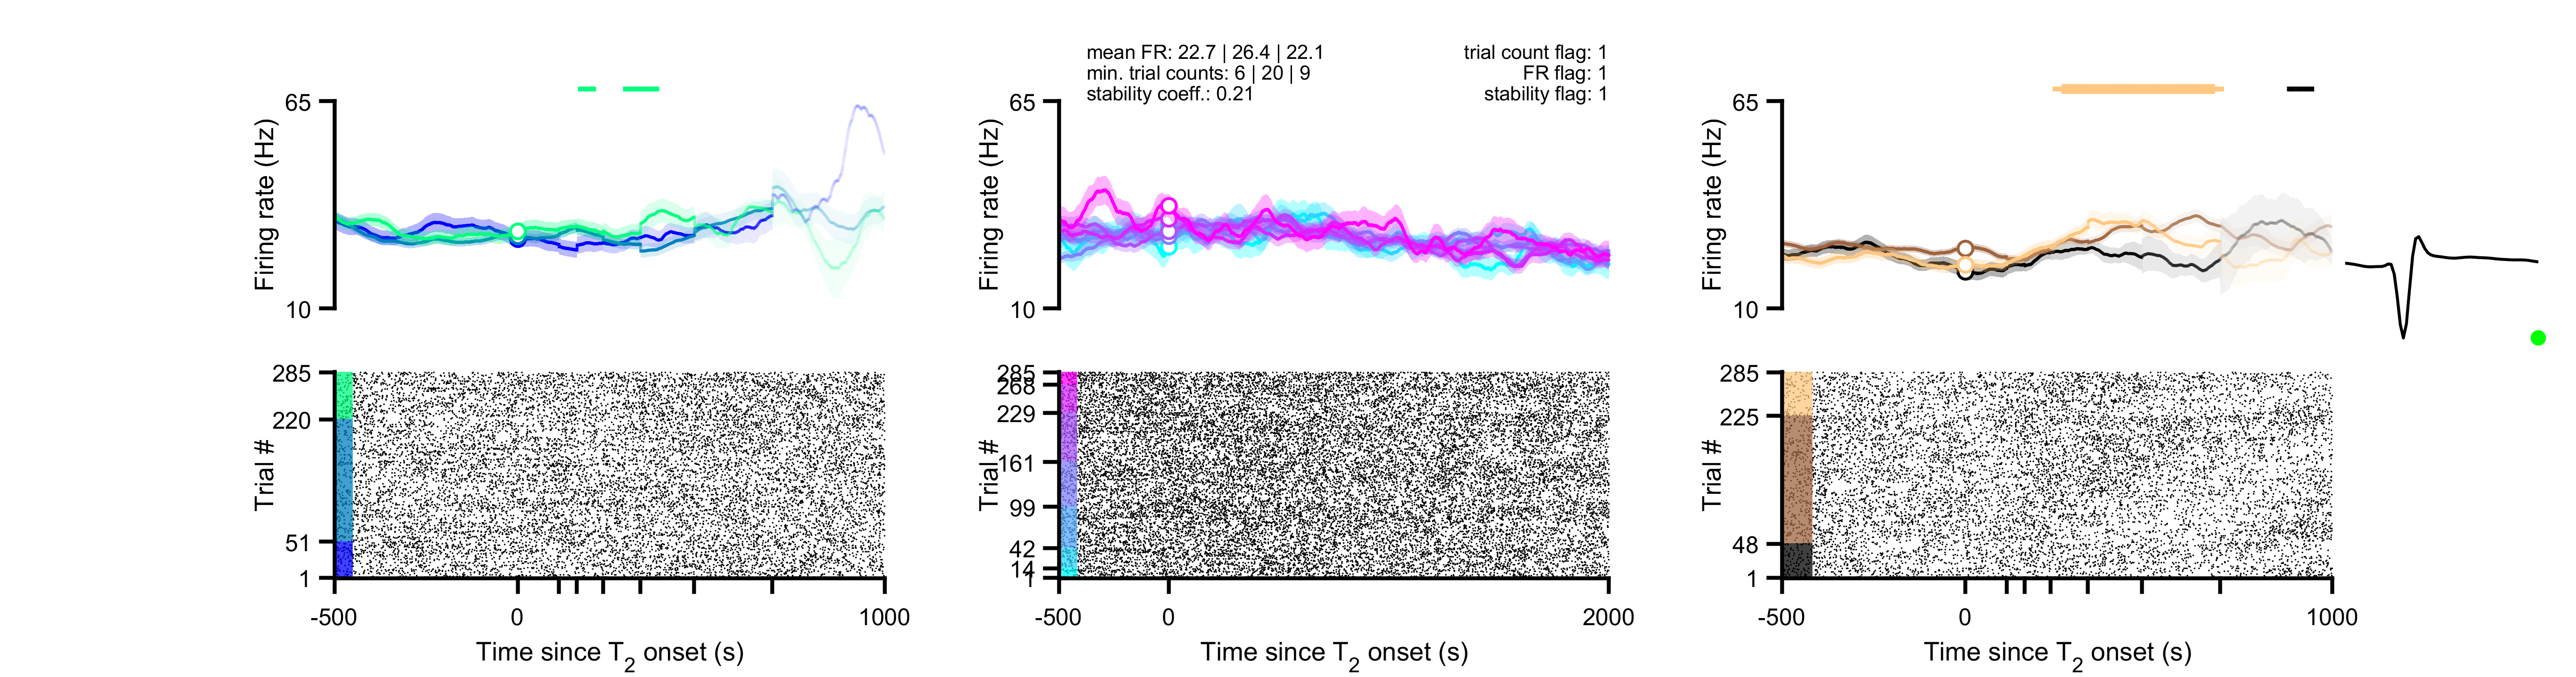 mean FR: 22.7 | 26.4 | 22.1
min. trial counts: 6 | 20 | 9
stability coeff.: 0.21
trial count flag: 1
FR flag: 1
stability flag: 1
65
Firing rate (Hz)
10
65
Firing rate (Hz)
10
65
Firing rate (Hz)
10
285
220
Trial #
51
1
-500
0
1000
Time since T2 onset (s)
285
268
229
Trial #
161
99
42
14
1
-500
0
2000
Time since T2 onset (s)
285
225
Trial #
48
1
-500
0
1000
Time since T2 onset (s)